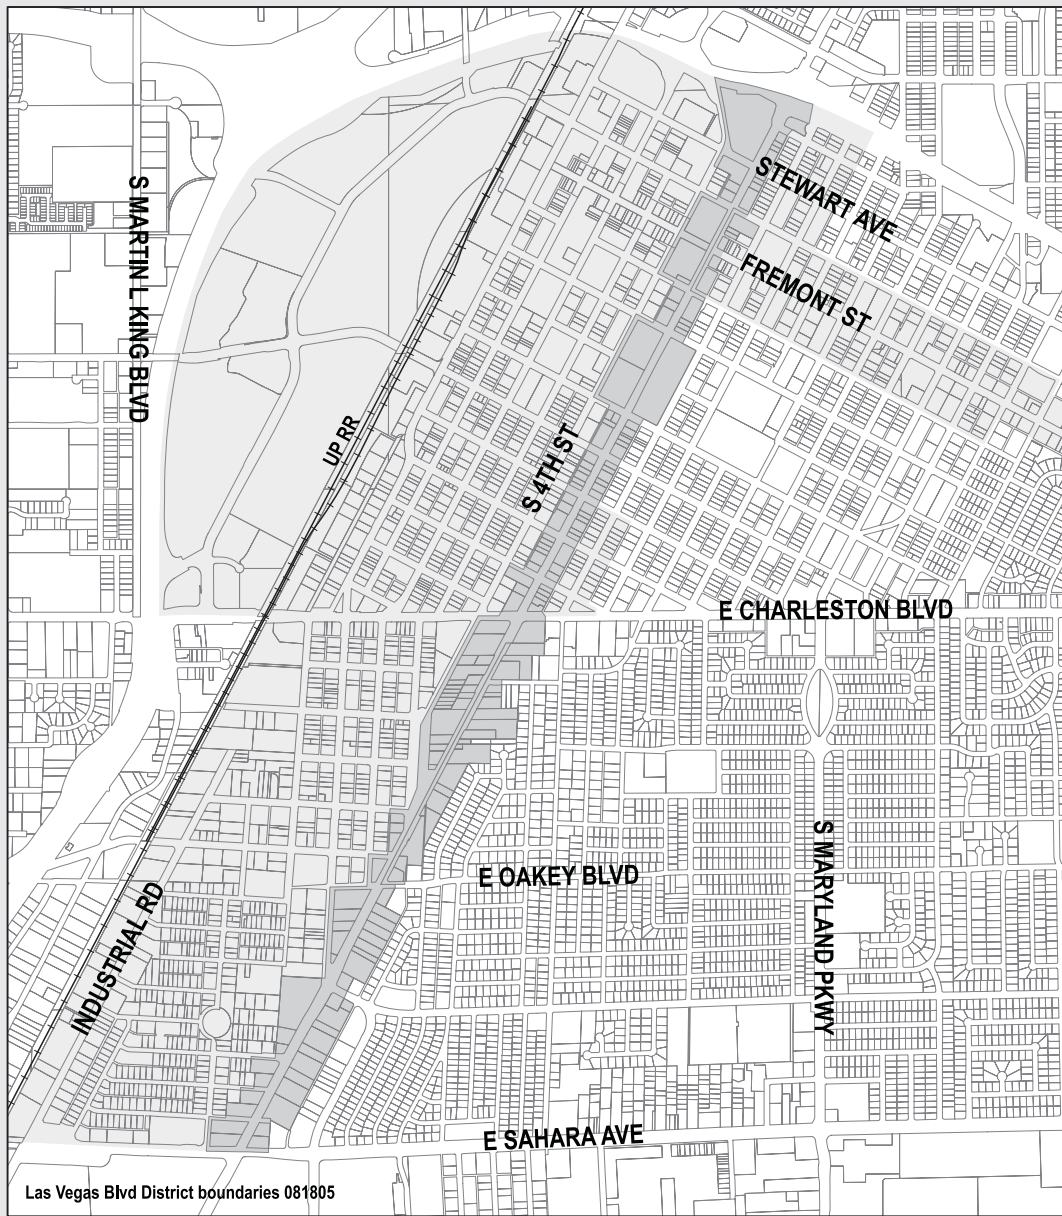 STEWART AVE
S MARTIN L KING BLVD
FREMONT ST
UP RR
S 4TH ST
E CHARLESTON BLVD
E OAKEY BLVD
S MARYLAND PKWY
INDUSTRIAL RD
E SAHARA AVE
Las Vegas Blvd District boundaries 081805